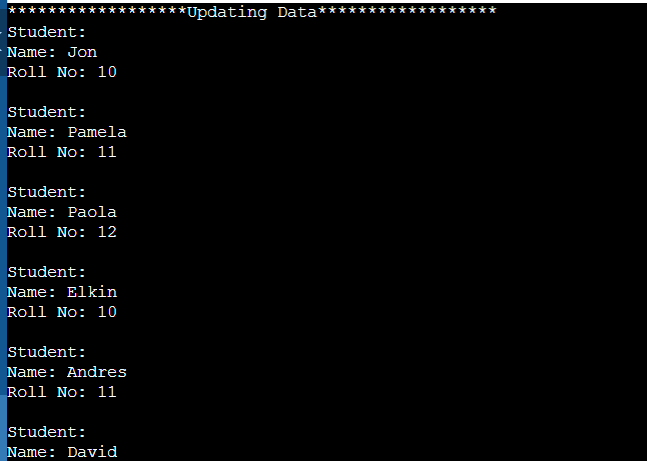 ******************Updating Data******************
Student:
Name: Jon
Roll No: 10
Student:
Name: Pamela
Roll No: 11
Student:
Name: Paola
Roll No: 12
Student:
Name: Elkin
Roll No: 10
Student:
Name: Andres
Roll No: 11
Student:
Name: David